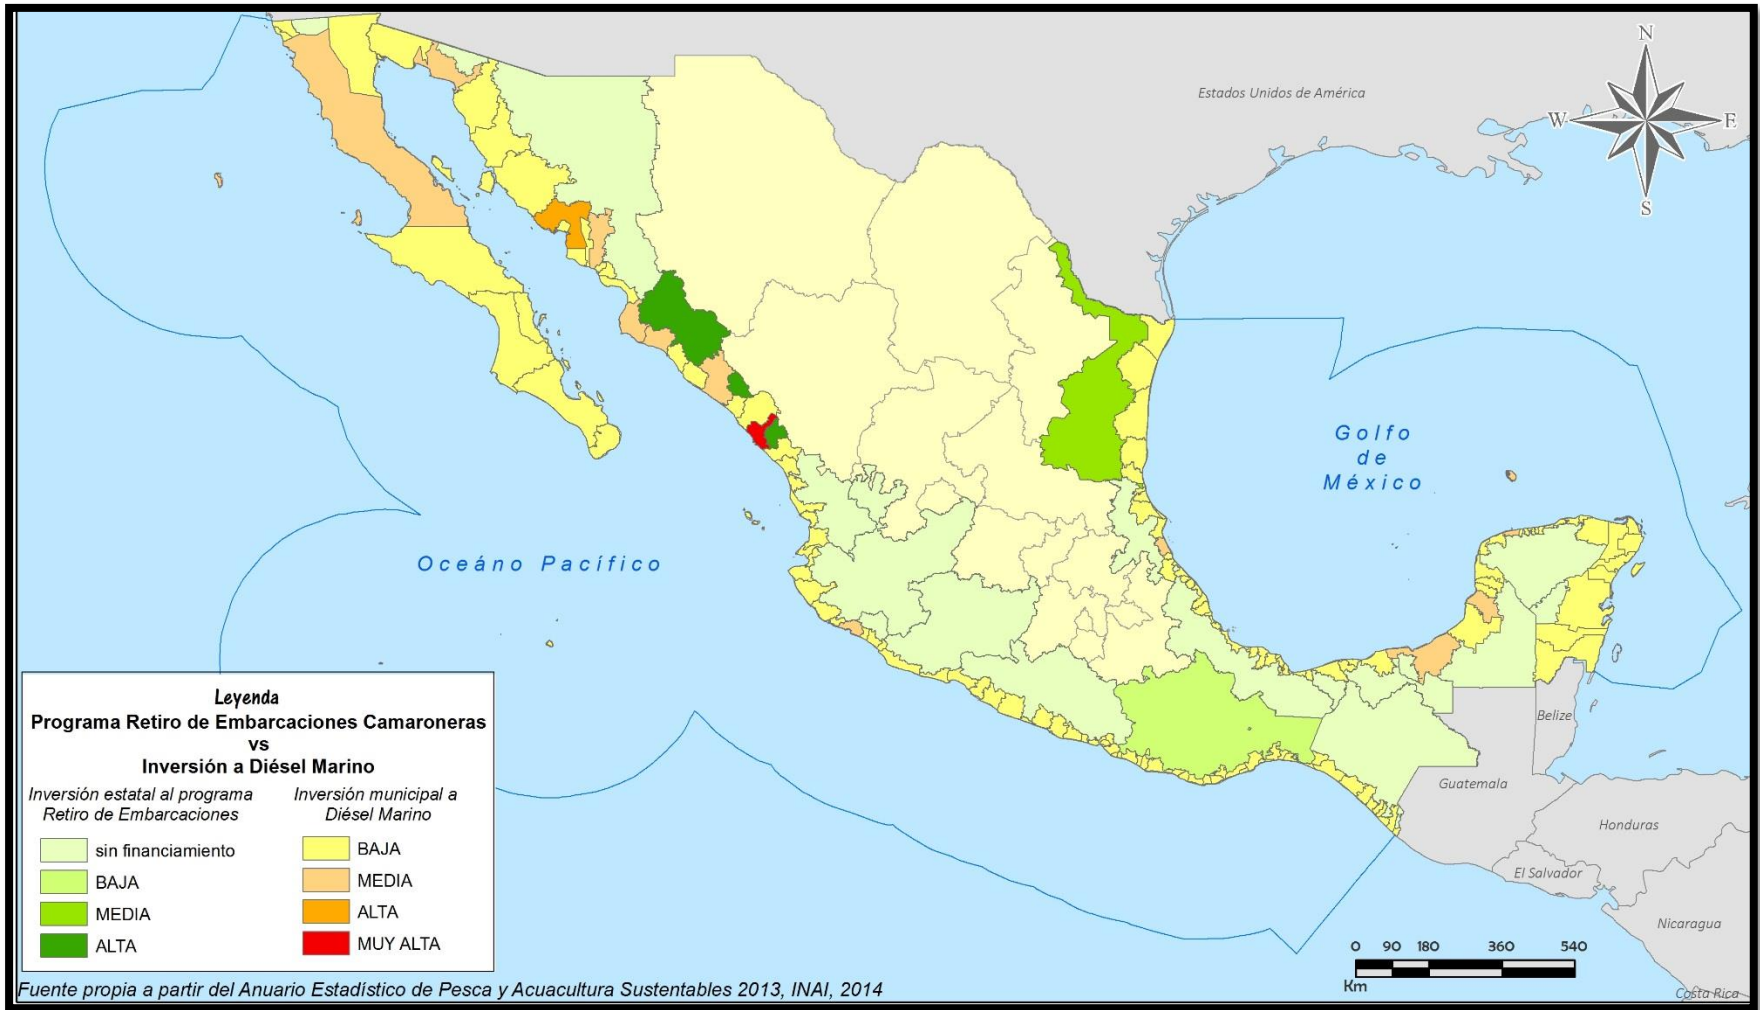 N
Estados Unidos de América
W
E
S
Golfo
de
México
Oceáno Pacífico
Belize
Guatemala
Honduras
El Salvador
Nicaragua
Costa Rica
Leyenda
Programa Retiro de Embarcaciones Camaroneras
vs
Inversión a Diésel Marino
Inversión estatal al programa
Retiro de Embarcaciones
sin financiamiento
BAJA
MEDIA
ALTA
Inversión municipal a
Diésel Marino
BAJA
MEDIA
ALTA
MUY ALTA
0 90 180 360 540
Km
Fuente propia a partir del Anuario Estadístico de Pesca y Acuacultura Sustentables 2013, INAI, 2014